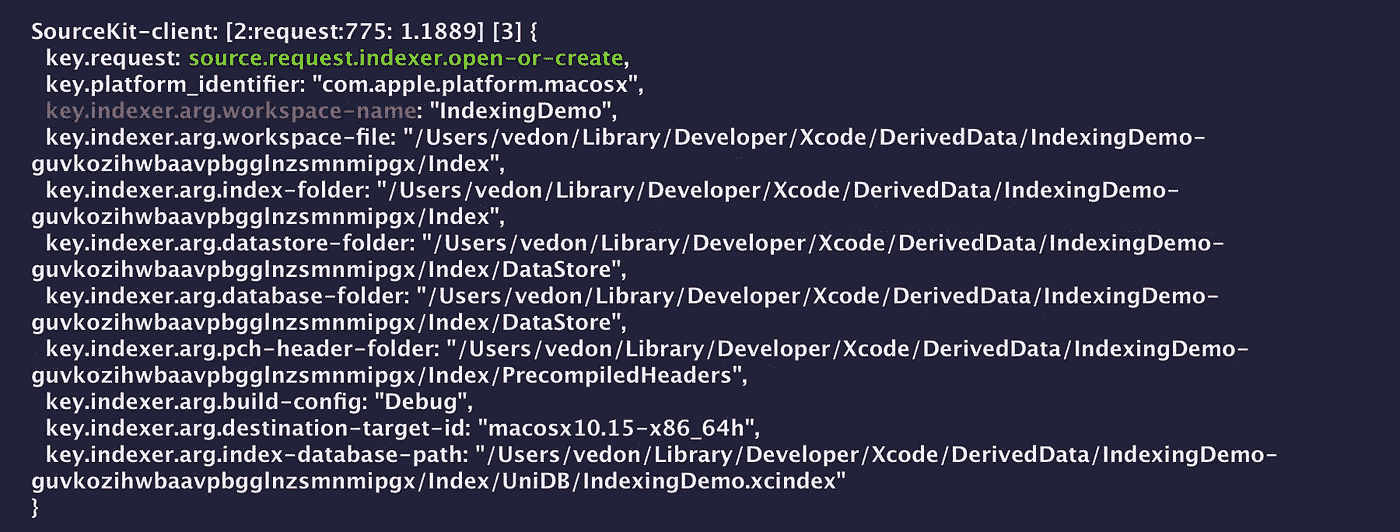 SourceKit-client: [2:request:775: 1.1889] [3] {
key.request: source.request.indexer.open-or-create,
key.platform_identifier: "com.apple.platform.macosx",
key.indexer.arg.workspace-name: "IndexingDemo",
key.indexer.arg.workspace-file: "/Users/vedon/Library/Developer/Xcode/DerivedData/IndexingDemo-
guvkozihwbaavpbgglnzsmnmipgx/Index",
key.indexer.arg.index-folder: "/Users/vedon/Library/Developer/Xcode/DerivedData/IndexingDemo-
guvkozihwbaavpbgglnzsmnmipgx/Index",
key.indexer.arg.datastore-folder: "/Users/vedon/Library/Developer/Xcode/DerivedData/IndexingDemo-
guvkozihwbaavpbgglnzsmnmipgx/Index/DataStore",
key.indexer.arg.database-folder: "/Users/vedon/Library/Developer/Xcode/DerivedData/IndexingDemo-
guvkozihwbaavpbgglnzsmnmipgx/Index/DataStore",
key.indexer.arg.pch-header-folder: "/Users/vedon/Library/Developer/Xcode/DerivedData/IndexingDemo-
guvkozihwbaavpbgglnzsmnmipgx/Index/PrecompiledHeaders",
key.indexer.arg.build-config: "Debug",
key.indexer.arg.destination-target-id: "macosx10.15-x86_64h",
key.indexer.arg.index-database-path: "/Users/vedon/Library/Developer/Xcode/DerivedData/IndexingDemo-
guvkozihwbaavpbgglnzsmnmipgx/Index/UniDB/IndexingDemo.xcindex"
}